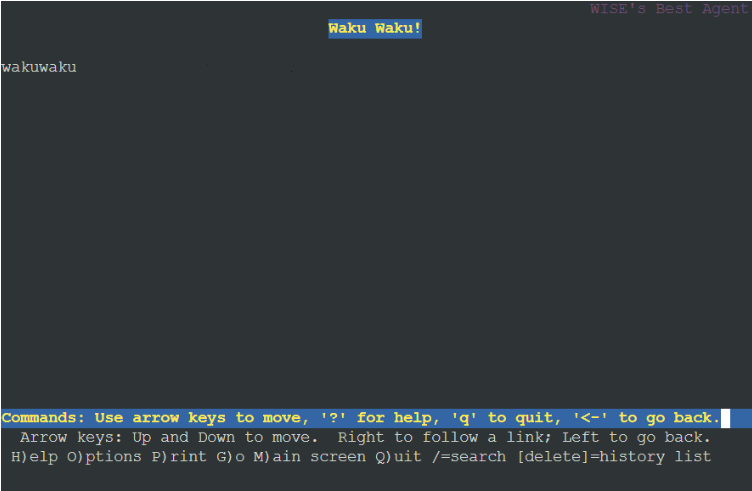 WISE's Best Agent
Waku Waku!
wakuwaku
Commands: Use arrow keys to move, '?' for help, 'q' to quit, '<-' to go back.
Arrow keys: Up and Down to move.  Right to follow a link; Left to go back.
H)elp O)ptions P)rint G)o M)ain screen Q)uit /=search [delete]=history list